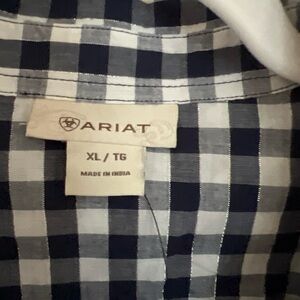 ARIAT
XL / TG
MADE IN INDIA